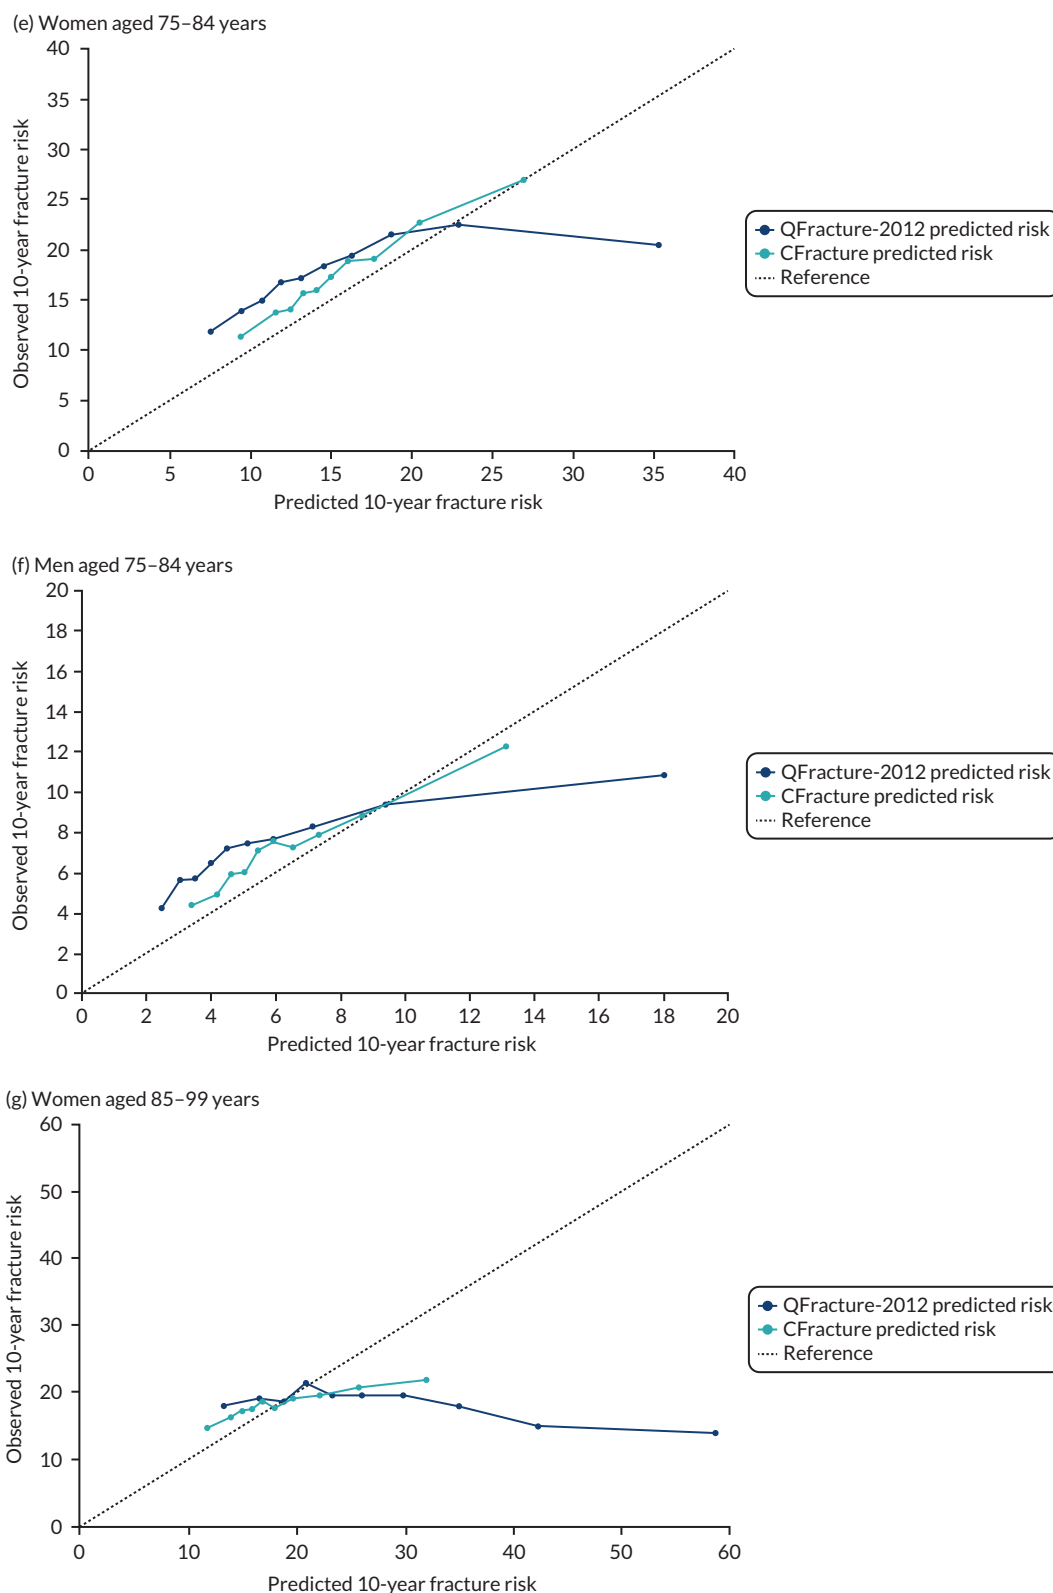 (e) Women aged 75–84 years
40
35
30
25
20
15
10
5
0
Observed 10-year fracture risk
0 5 10 15 20 25 30 35 40
Predicted 10-year fracture risk
QFracture-2012 predicted risk
CFracture predicted risk
Reference
(f) Men aged 75–84 years
20
18
16
14
12
10
8
6
4
2
0
Observed 10-year fracture risk
0 2 4 6 8 10 12 14 16 18 20
Predicted 10-year fracture risk
QFracture-2012 predicted risk
CFracture predicted risk
Reference
(g) Women aged 85–99 years
60
50
40
30
20
10
0
Observed 10-year fracture risk
0 10 20 30 40 50 60
Predicted 10-year fracture risk
QFracture-2012 predicted risk
CFracture predicted risk
Reference